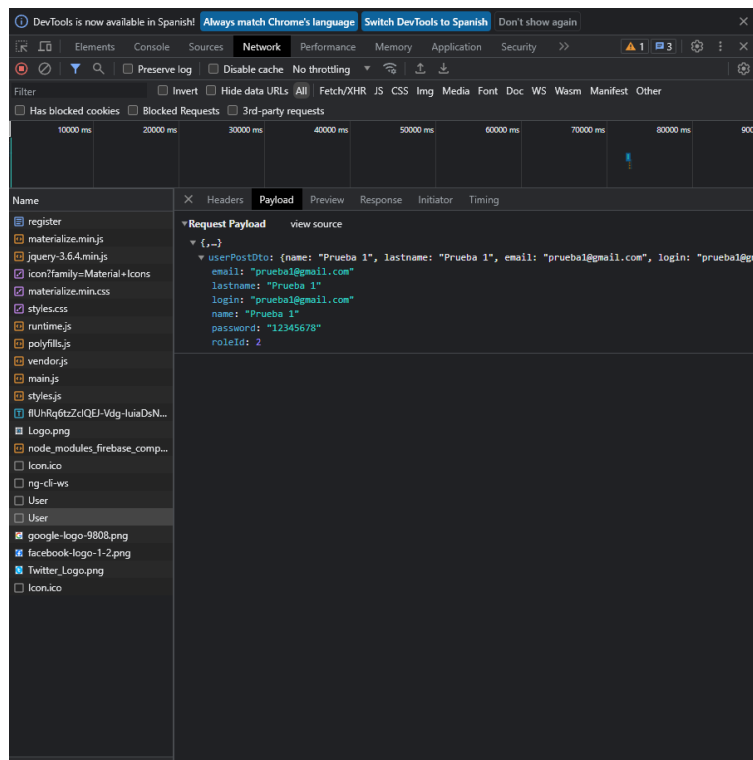 DevTools is now available in Spanish! Always match Chrome's language Switch DevTools to Spanish Don't show again
Elements Console Sources Network Performance Memory Application Security >> 1 3
Preserve log Disable cache No throttling
Filter Invert Hide data URLs All Fetch/XHR JS CSS Img Media Font Doc WS Wasm Manifest Other
Has blocked cookies Blocked Requests 3rd-party requests
10000 ms 20000 ms 30000 ms 40000 ms 50000 ms 60000 ms 70000 ms 80000 ms 900
Name Headers Payload Preview Response Initiator Timing
register
materialize.min.js
jquery-3.6.4.min.js
icon?family=Material+Icons
materialize.min.css
styles.css
runtime.js
polyfills.js
vendor.js
main.js
styles.js
Logo.png
node_modules_firebase_comp...
Icon.ico
ng-cli-ws
User
User
google-logo-9808.png
facebook-logo-1-2.png
Twitter_Logo.png
Icon.ico
Request Payload view source
{,…}
userPostDto: {name: "Prueba 1", lastname: "Prueba 1", email: "prueba1@gmail.com", login: "prueba1@g
email: "prueba1@gmail.com"
lastname: "Prueba 1"
login: "prueba1@gmail.com"
name: "Prueba 1"
password: "12345678"
roleId: 2